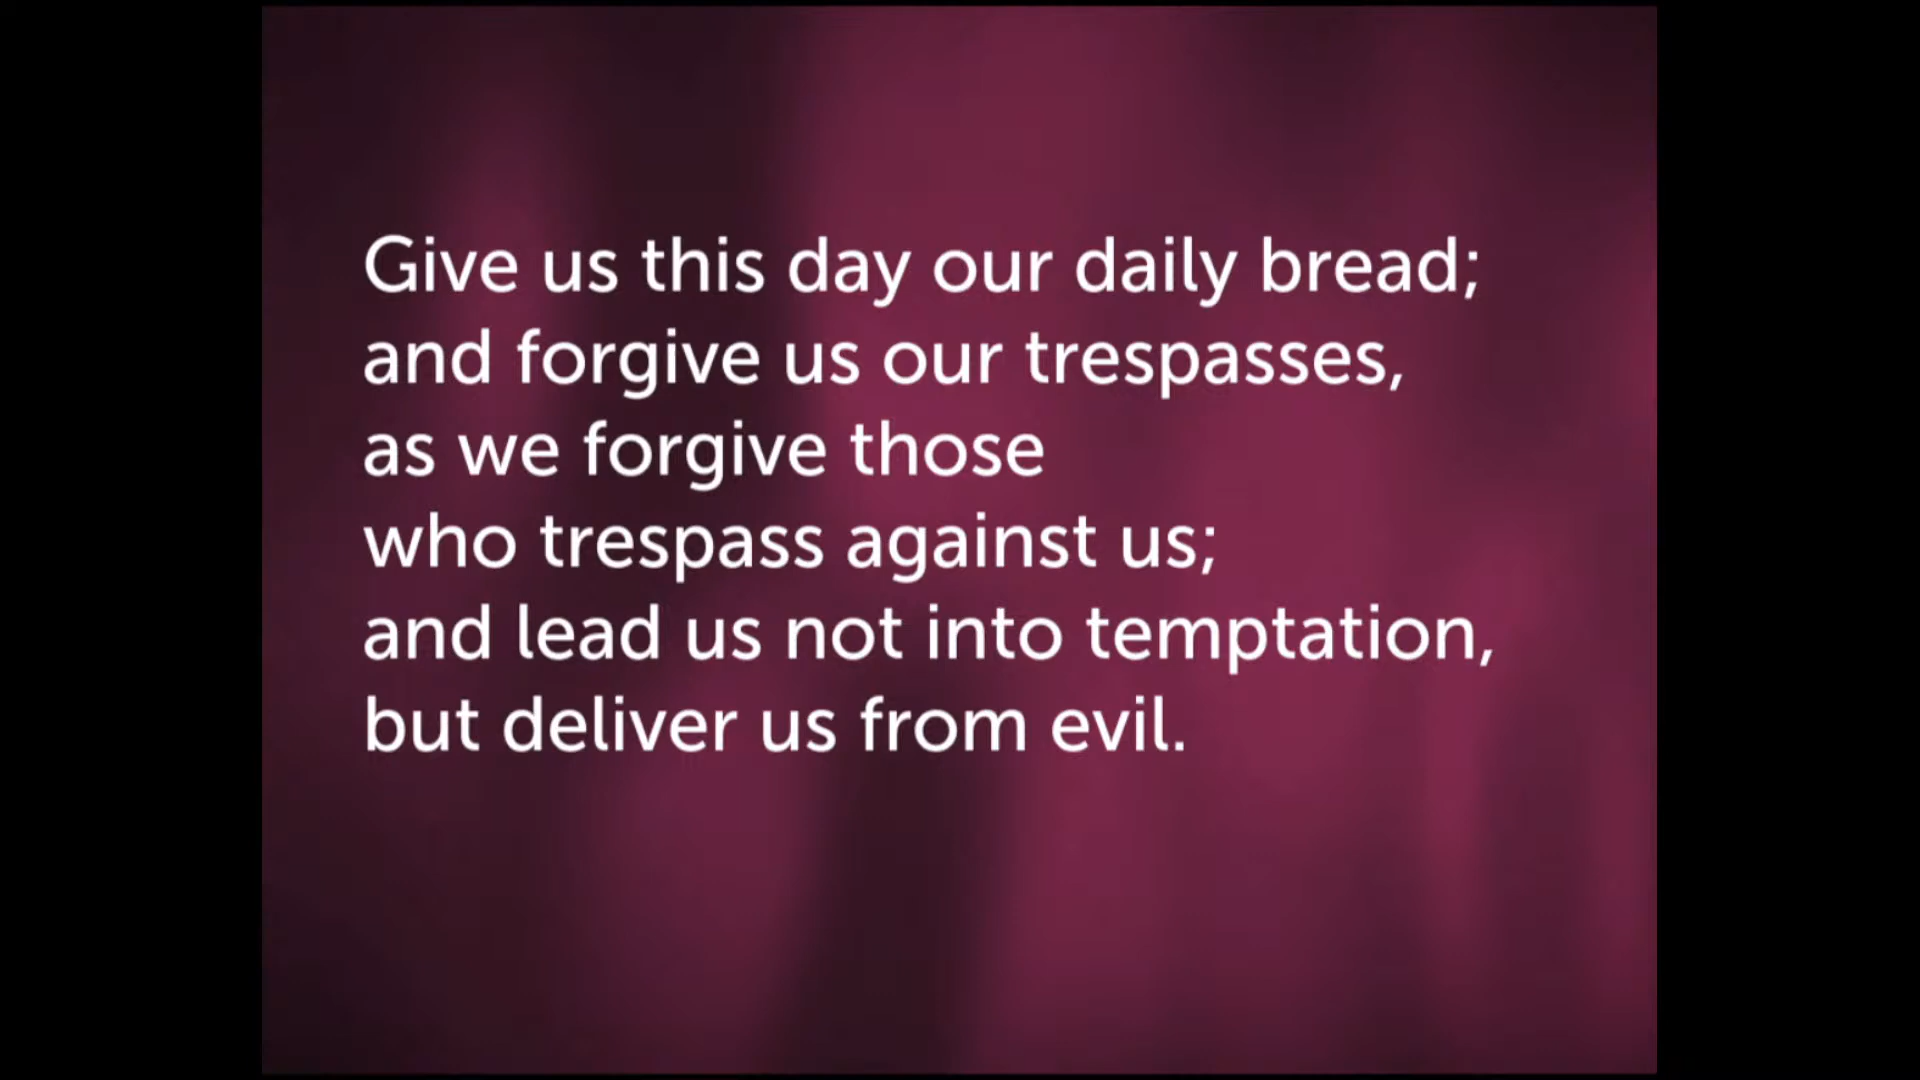 Give us this day our daily bread;
and forgive us our trespasses,
as we forgive those
who trespass against us;
and lead us not into temptation,
but deliver us from evil.